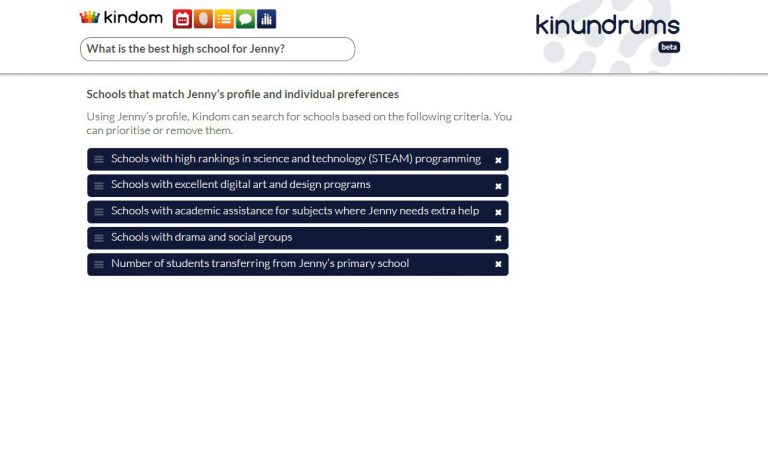 kindom
kinundrums
beta
What is the best high school for Jenny?
Schools that match Jenny's profile and individual preferences
Using Jenny's profile, Kindom can search for schools based on the following criteria. You
can prioritise or remove them.
Schools with high rankings in science and technology (STEAM) programming
Schools with excellent digital art and design programs
Schools with academic assistance for subjects where Jenny needs extra help
Schools with drama and social groups
Number of students transferring from Jenny's primary school